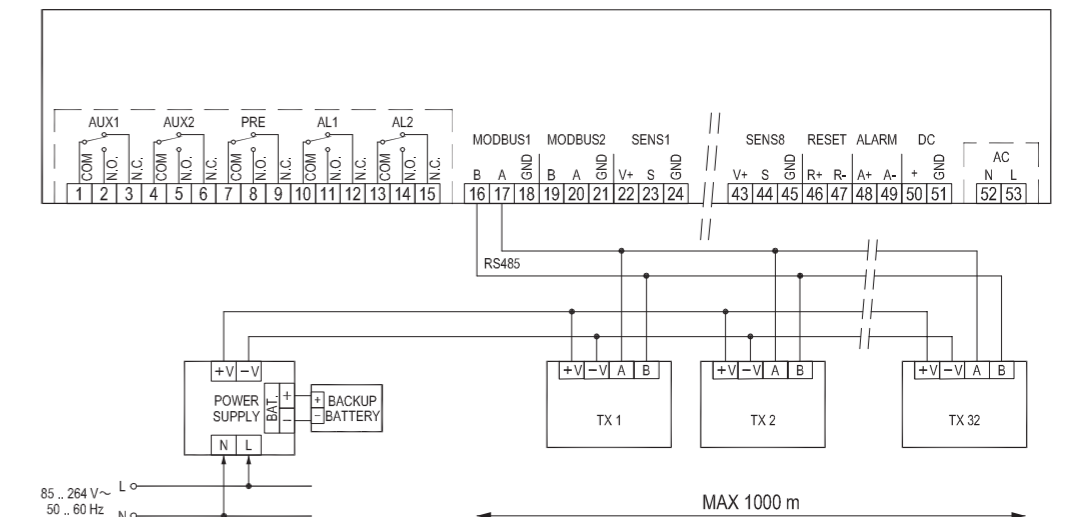 AUX1 AUX2 PRE AL1 AL2
COM N.O. N.C. COM N.O. N.C. COM N.O. N.C. COM N.O. N.C. COM N.O. N.C.
1 2 3 4 5 6 7 8 9 10 11 12 13 14 15
MODBUS1 MODBUS2 SENS1 SENS8 RESET ALARM DC AC
B A GND B A GND V+ S GND V+ S GND R+ R- A+ A- + GND N L
16 17 18 19 20 21 22 23 24 43 44 45 46 47 48 49 50 51 52 53
RS485
+V −V
POWER
SUPPLY
BAT.
+
−
N L
+
−
BACKUP
BATTERY
+V −V A B
TX 1
+V −V A B
TX 2
+V −V A B
TX 32
85 .. 264 V~
50 .. 60 Hz
L
N
MAX 1000 m